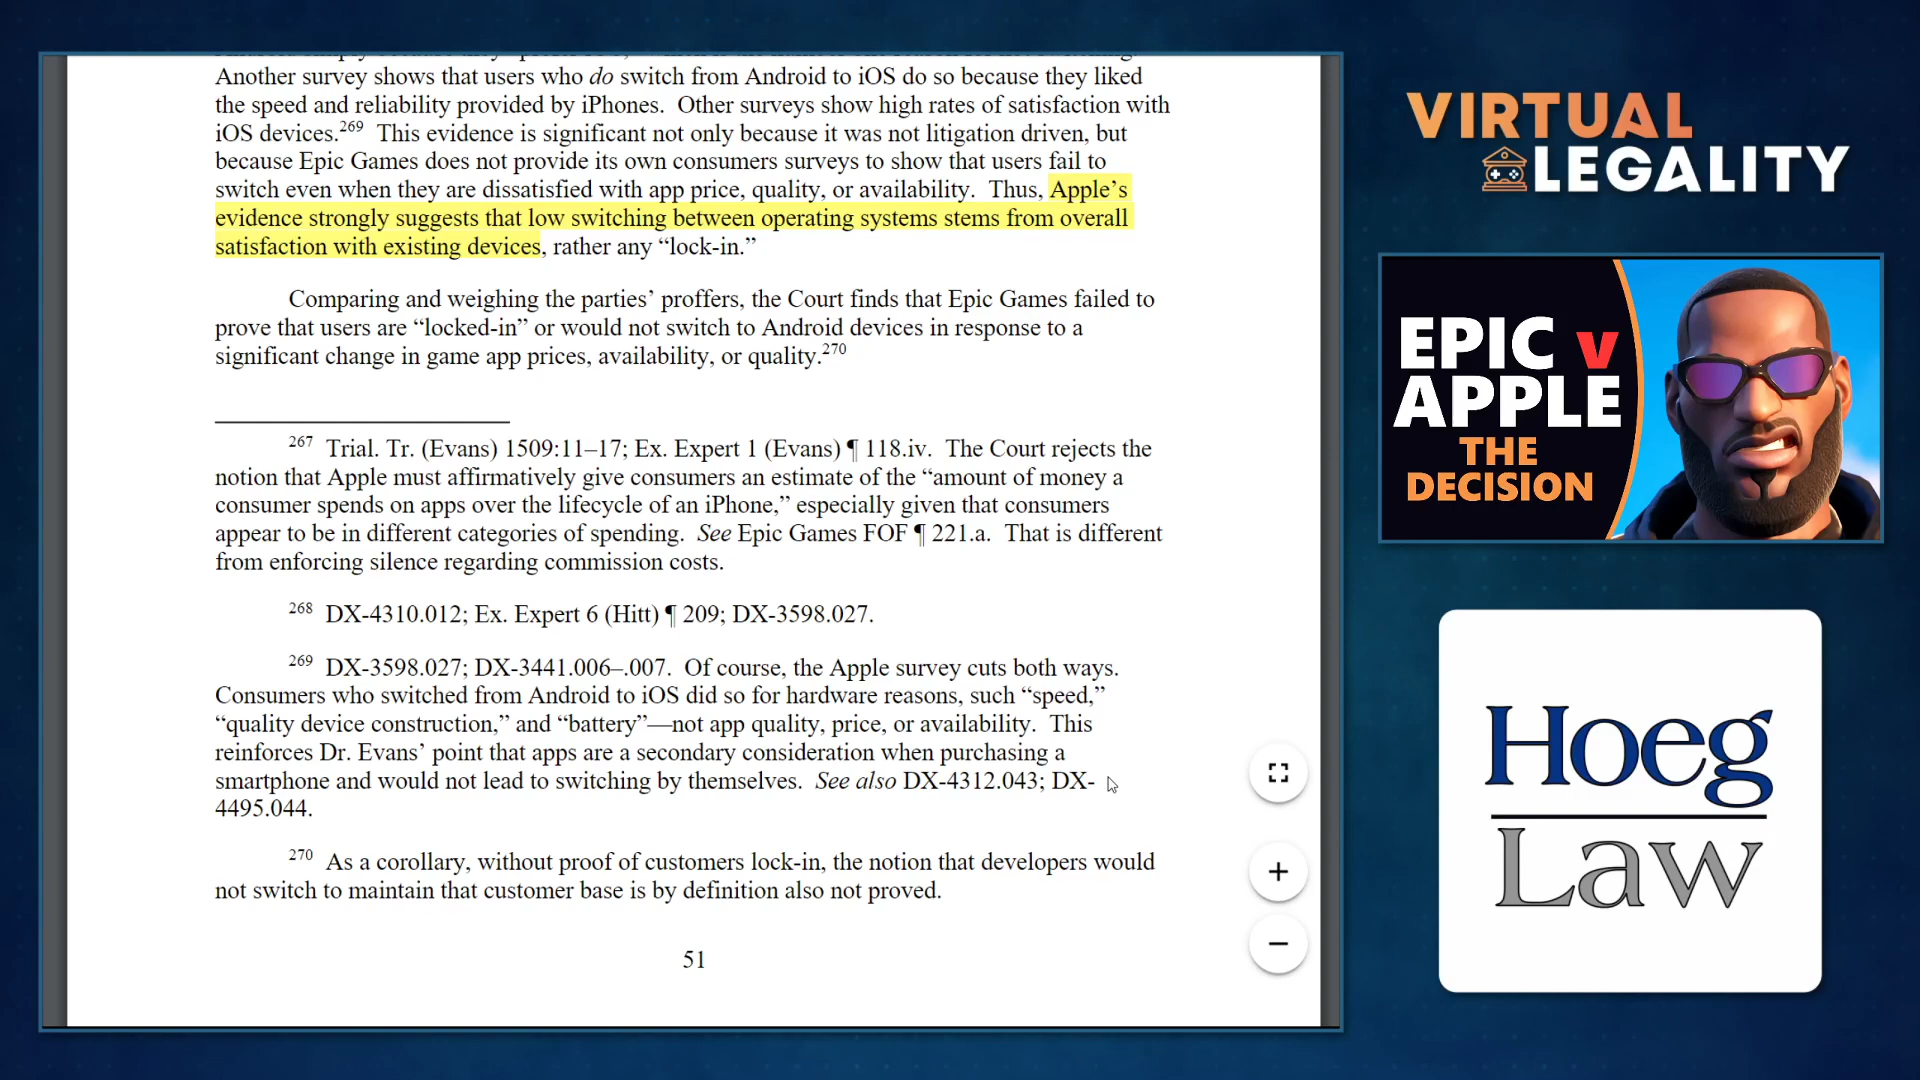 Another survey shows that users who do switch from Android to iOS do so because they liked
the speed and reliability provided by iPhones. Other surveys show high rates of satisfaction with
iOS devices.269 This evidence is significant not only because it was not litigation driven, but
because Epic Games does not provide its own consumers surveys to show that users fail to
switch even when they are dissatisfied with app price, quality, or availability. Thus, Apple’s
evidence strongly suggests that low switching between operating systems stems from overall
satisfaction with existing devices, rather any “lock-in.”
Comparing and weighing the parties’ proffers, the Court finds that Epic Games failed to
prove that users are “locked-in” or would not switch to Android devices in response to a
significant change in game app prices, availability, or quality.270
267 Trial. Tr. (Evans) 1509:11–17; Ex. Expert 1 (Evans) ¶ 118.iv. The Court rejects the
notion that Apple must affirmatively give consumers an estimate of the “amount of money a
consumer spends on apps over the lifecycle of an iPhone,” especially given that consumers
appear to be in different categories of spending. See Epic Games FOF ¶ 221.a. That is different
from enforcing silence regarding commission costs.
268 DX-4310.012; Ex. Expert 6 (Hitt) ¶ 209; DX-3598.027.
269 DX-3598.027; DX-3441.006–.007. Of course, the Apple survey cuts both ways.
Consumers who switched from Android to iOS did so for hardware reasons, such “speed,”
“quality device construction,” and “battery”—not app quality, price, or availability. This
reinforces Dr. Evans’ point that apps are a secondary consideration when purchasing a
smartphone and would not lead to switching by themselves. See also DX-4312.043; DX-
4495.044.
270 As a corollary, without proof of customers lock-in, the notion that developers would
not switch to maintain that customer base is by definition also not proved.
51
VIRTUAL
LEGALITY
EPIC v
APPLE
THE
DECISION
Hoeg
Law